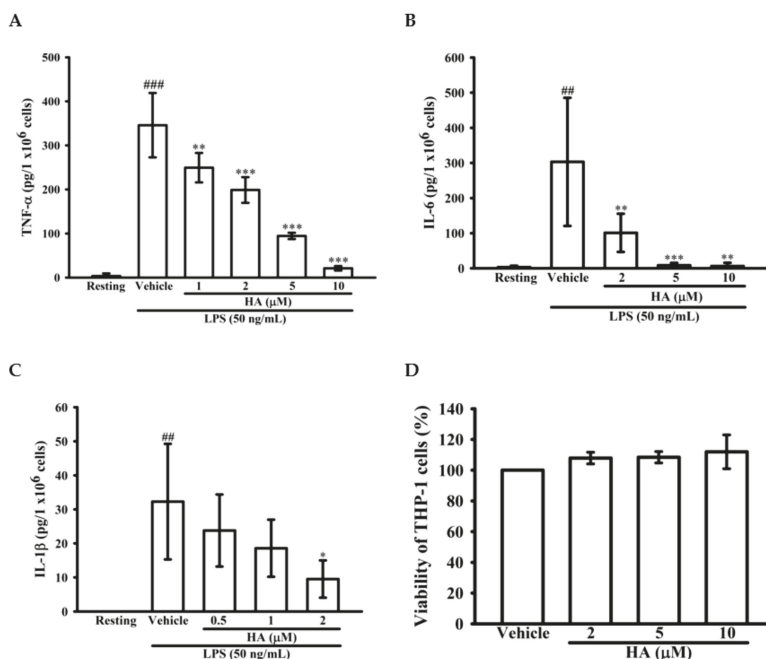 A
TNF-α (pg/1 x10⁶ cells)
500
400
300
200
100
0
###
**
***
***
***
Resting Vehicle 1 2 5 10
HA (μM)
LPS (50 ng/mL)
B
IL-6 (pg/1 x10⁶ cells)
600
500
400
300
200
100
0
##
**
***
**
Resting Vehicle 2 5 10
HA (μM)
LPS (50 ng/mL)
C
IL-1β (pg/1 x10⁶ cells)
60
50
40
30
20
10
0
##
*
Resting Vehicle 0.5 1 2
HA (μM)
LPS (50 ng/mL)
D
Viability of THP-1 cells (%)
140
120
100
80
60
40
20
0
Vehicle 2 5 10
HA (μM)